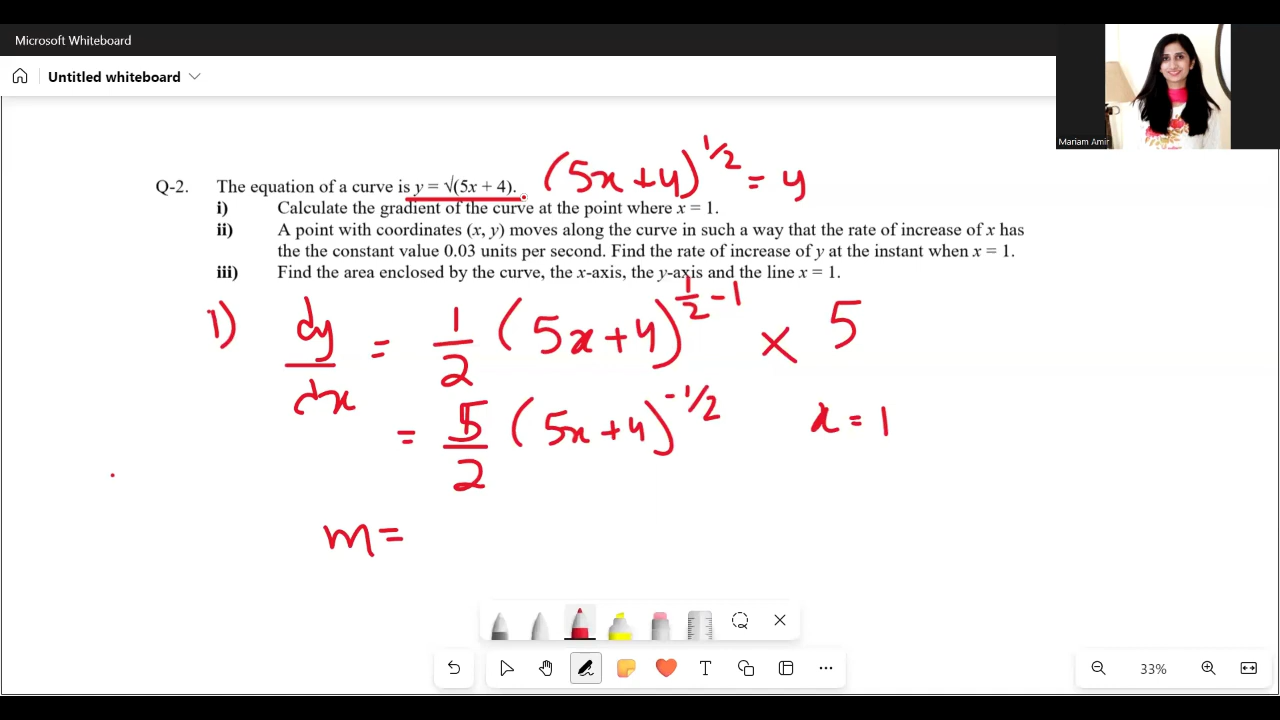 Microsoft Whiteboard
Untitled whiteboard
Mariam Amir
(5x+4)^1/2 = y
Q-2. The equation of a curve is y = √(5x + 4).
i) Calculate the gradient of the curve at the point where x = 1.
ii) A point with coordinates (x, y) moves along the curve in such a way that the rate of increase of x has
the the constant value 0.03 units per second. Find the rate of increase of y at the instant when x = 1.
iii) Find the area enclosed by the curve, the x-axis, the y-axis and the line x = 1.
1) dy/dx = 1/2 (5x+4)^1/2-1 × 5
= 5/2 (5x+4)^-1/2 x = 1
m =
33%